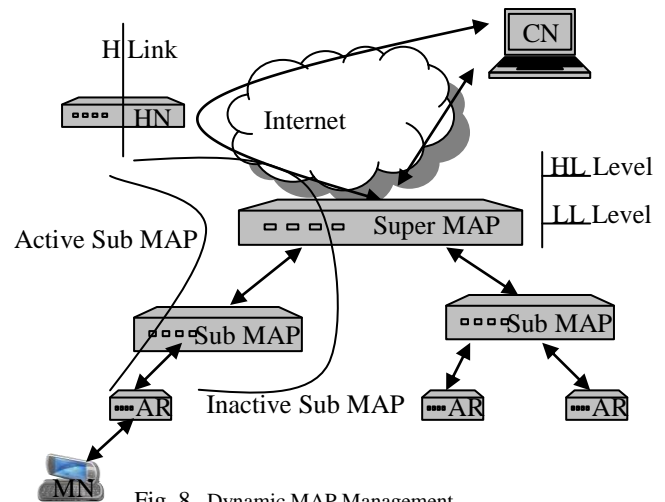 CN
H Link
HN
Internet
HL Level
LL Level
Super MAP
Active Sub MAP
Sub MAP
Sub MAP
AR
Inactive Sub MAP
AR
AR
MN
Fig. 8 Dynamic MAP Management